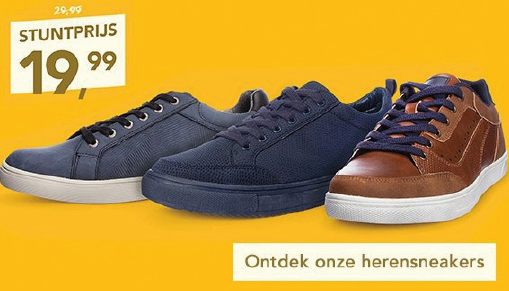 29,99
STUNTPRIJS
19,99
Ontdek onze herensneakers